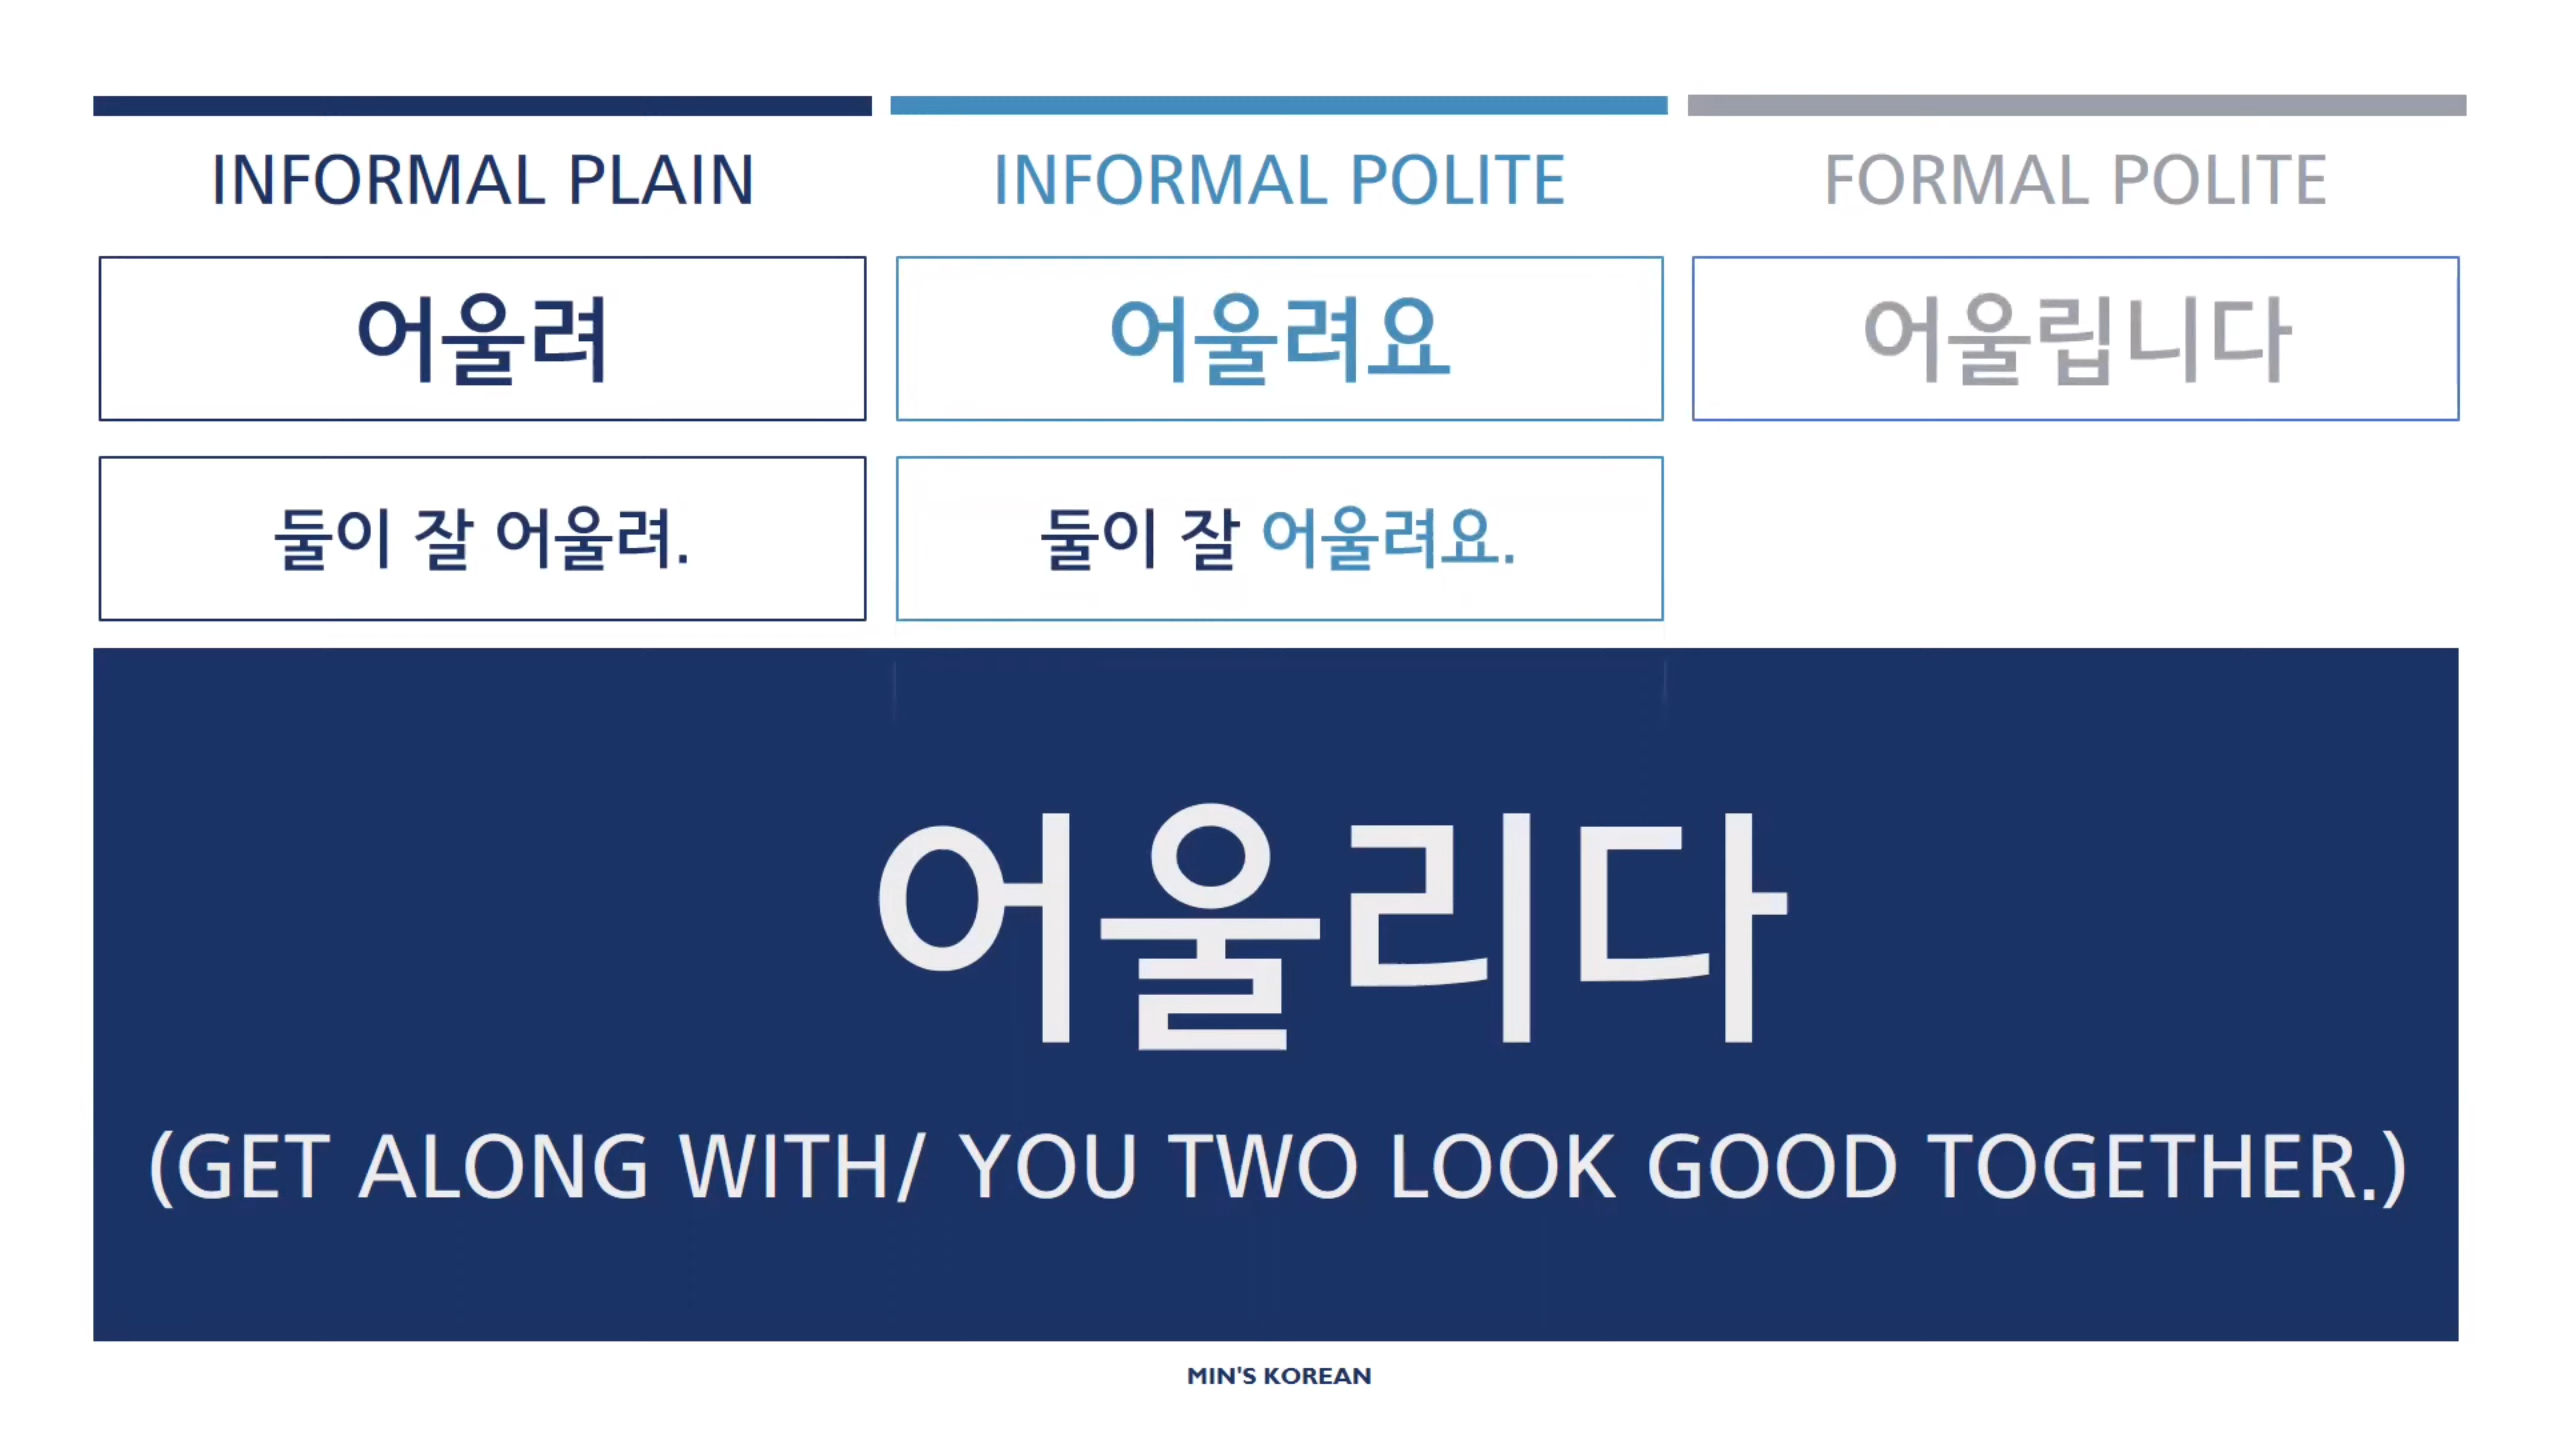 INFORMAL PLAIN
INFORMAL POLITE
FORMAL POLITE
어울려
어울려요
어울립니다
둘이 잘 어울려.
둘이 잘 어울려요.
어울리다
(GET ALONG WITH/ YOU TWO LOOK GOOD TOGETHER.)
MIN'S KOREAN